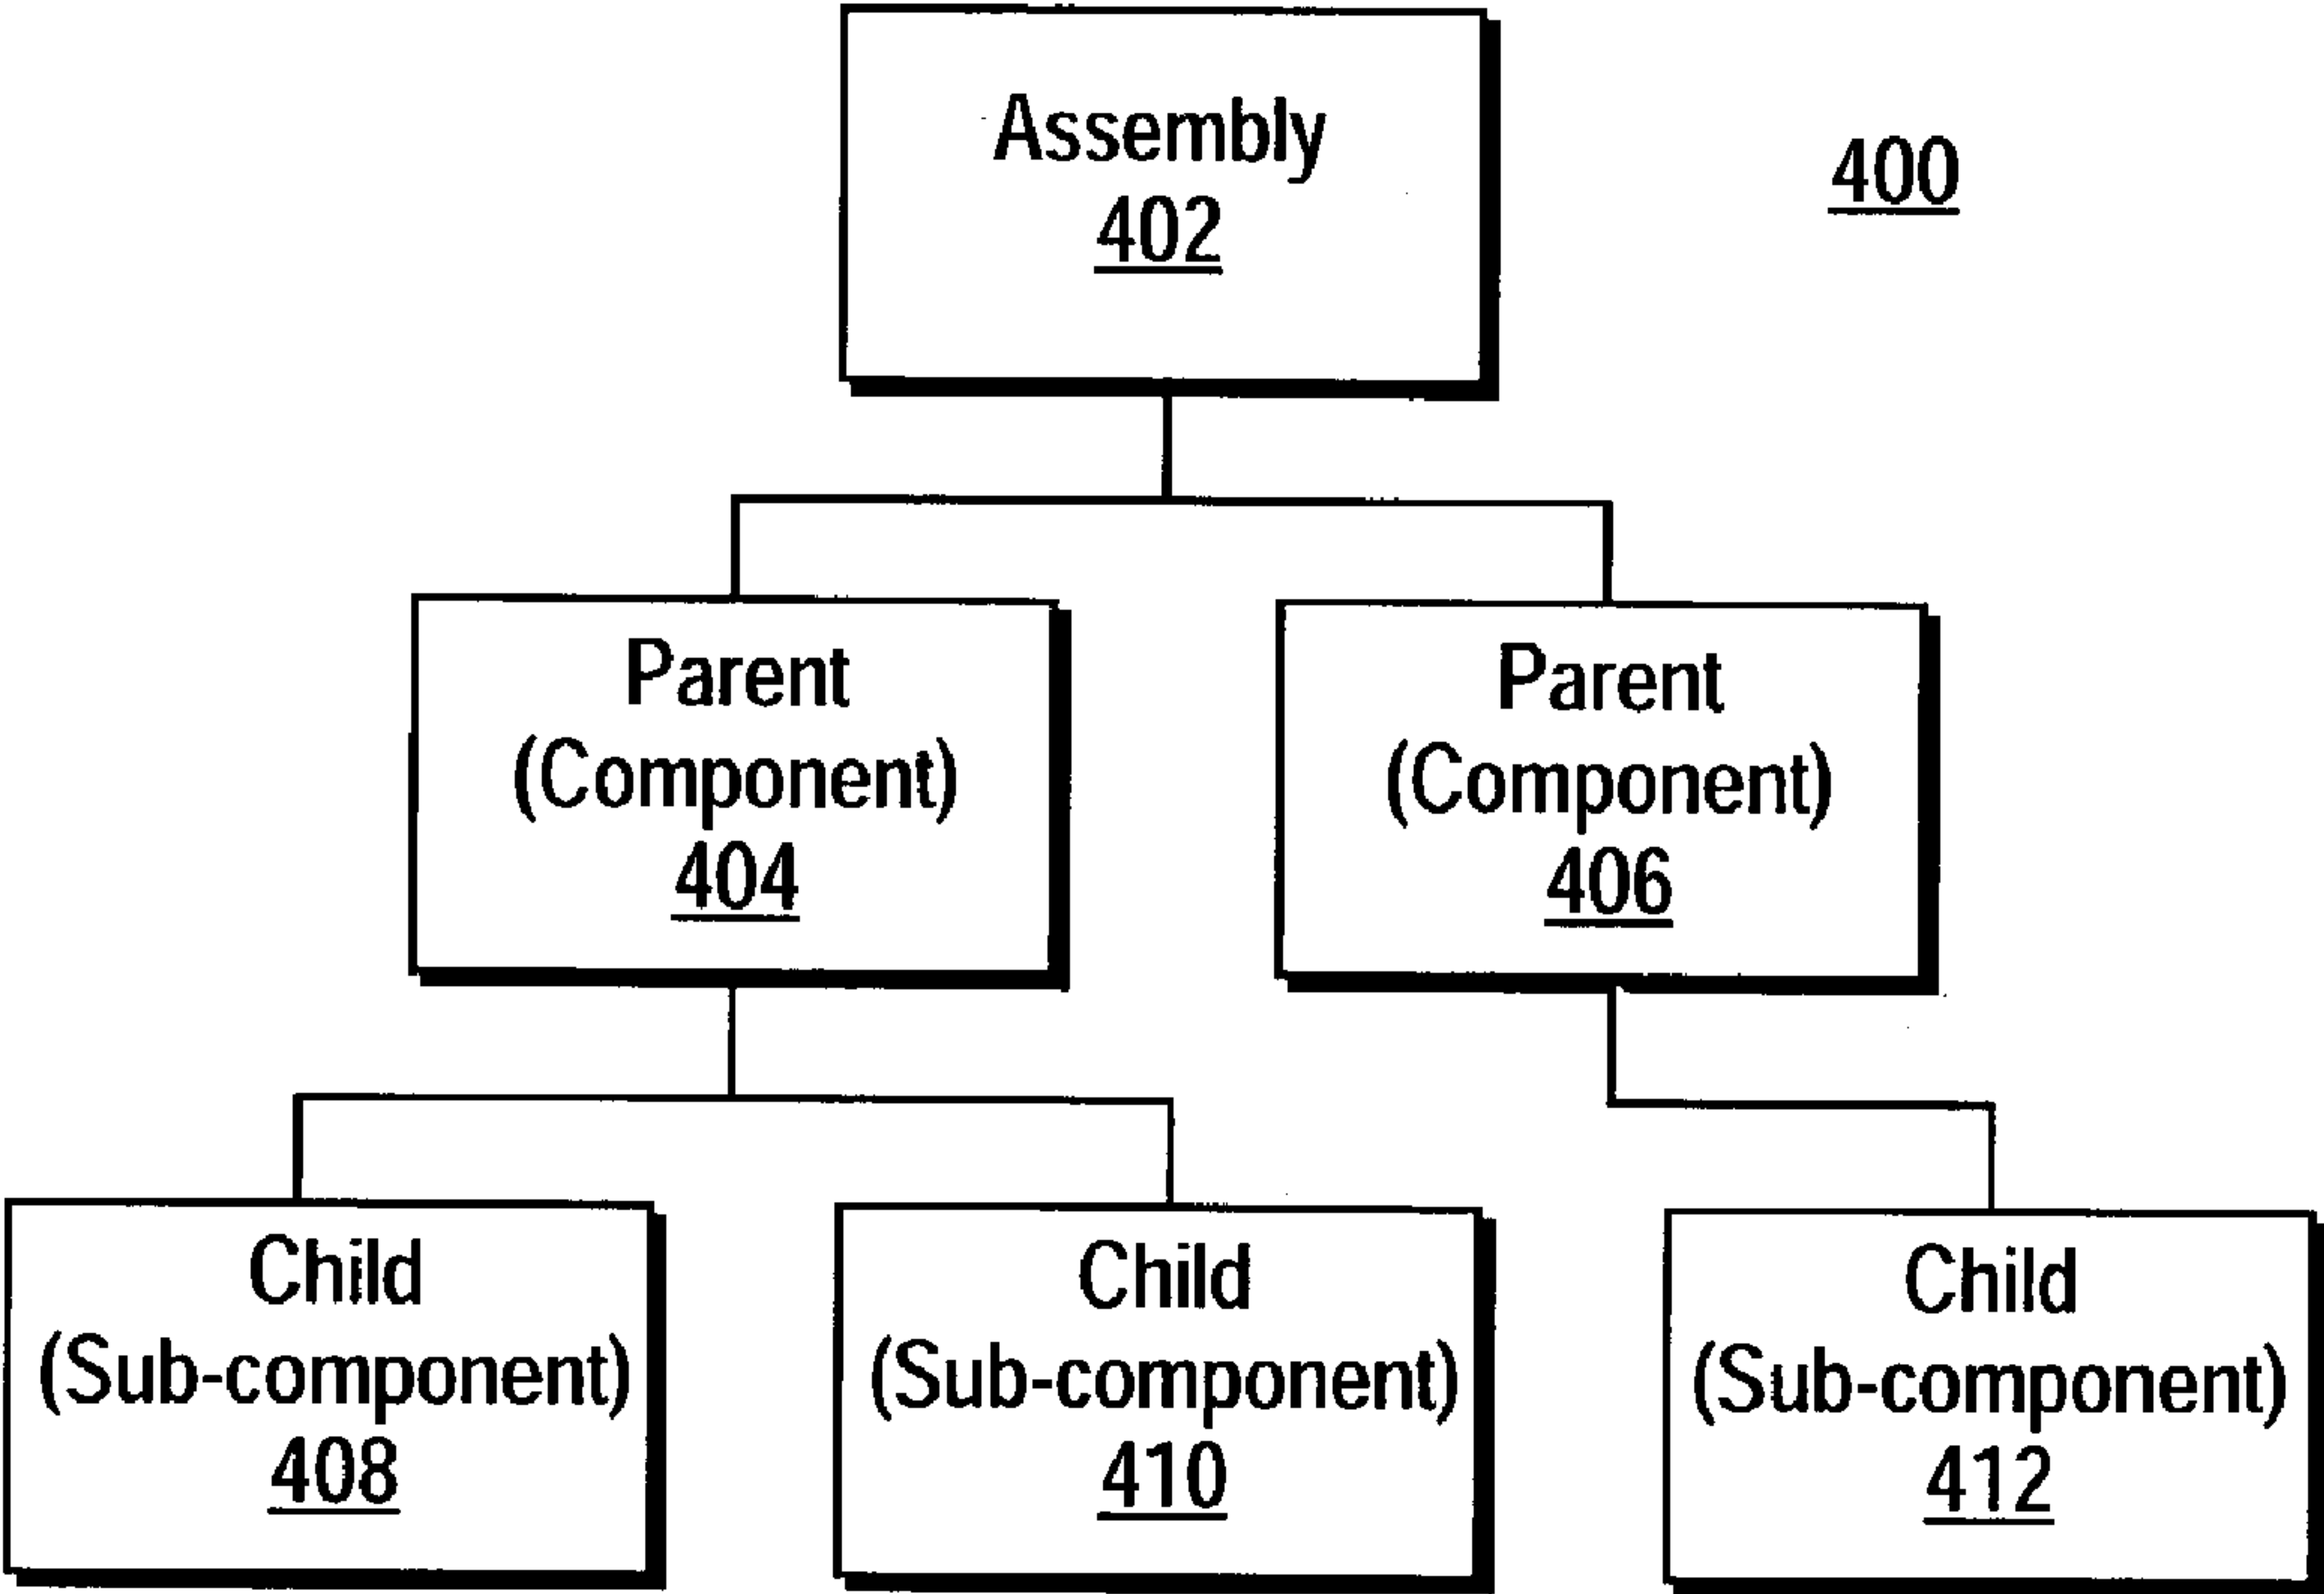 Assembly
402
400
Parent
(Component)
404
Parent
(Component)
406
Child
(Sub-component)
408
Child
(Sub-component)
410
Child
(Sub-component)
412